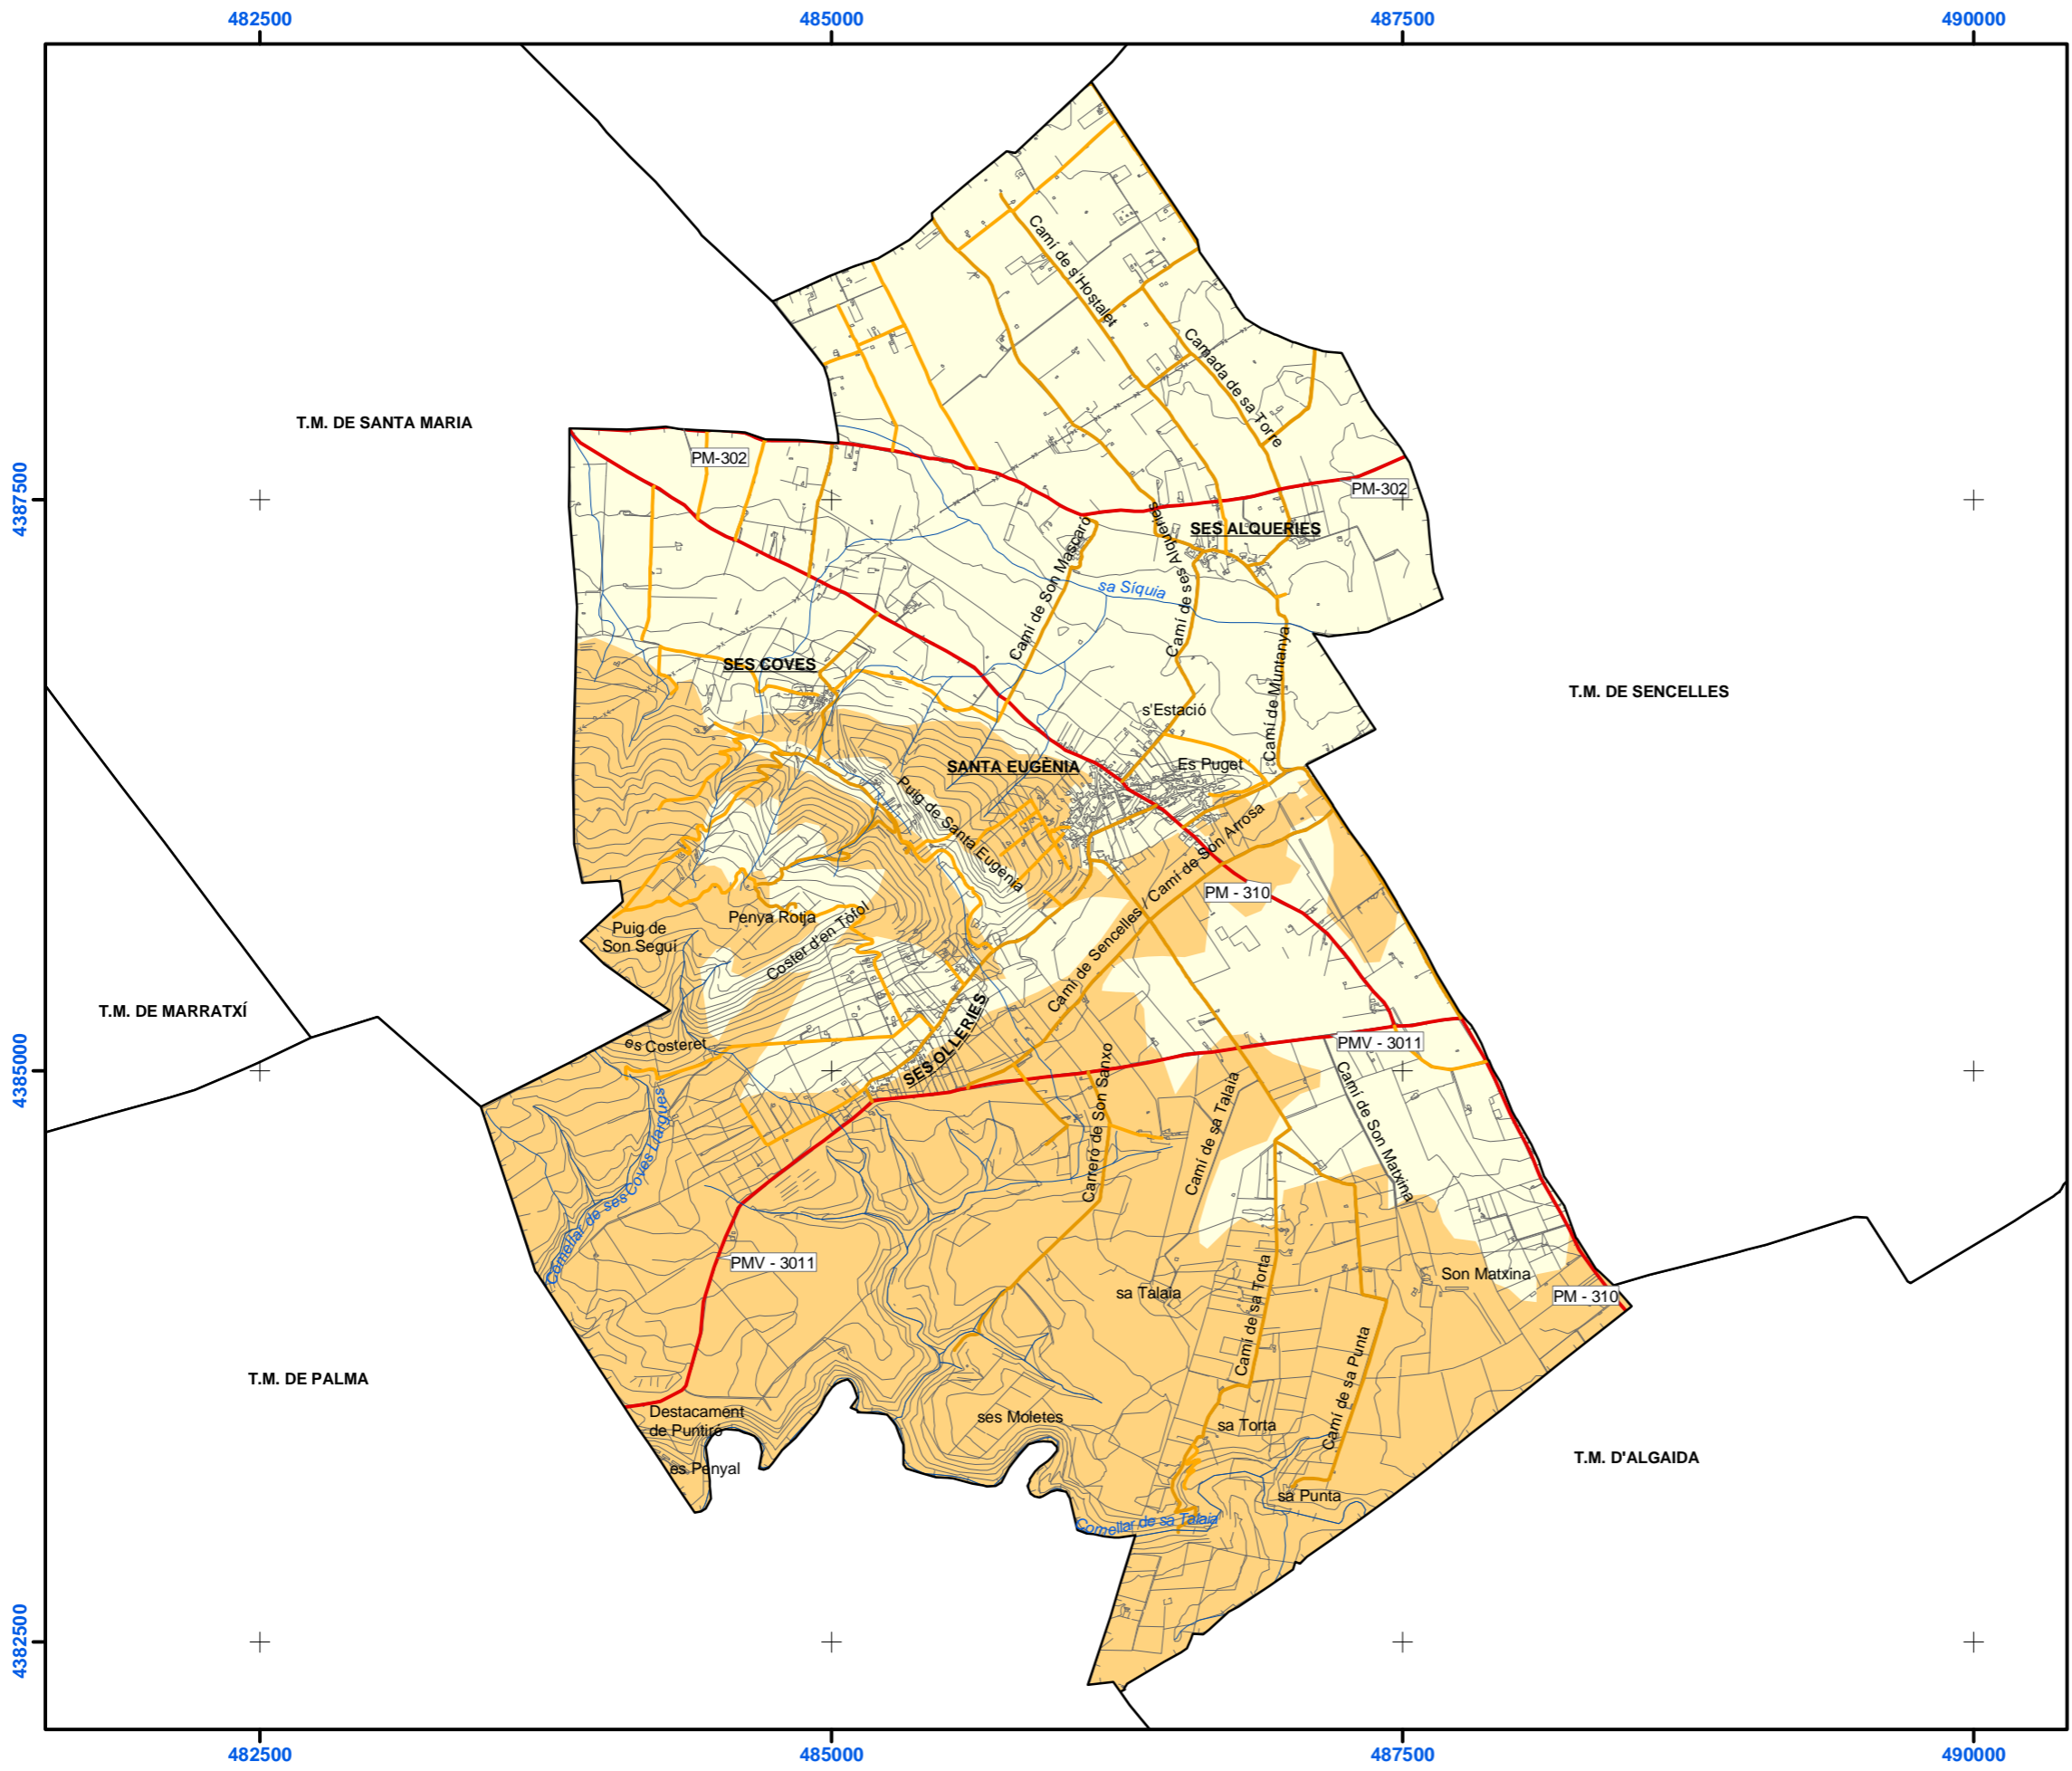 482500
485000
487500
490000
4387500
4385000
4382500
T.M. DE SANTA MARIA
PM-302
PM-302
Camí de s'Hostalet
Camada de sa Torre
SES ALQUERIES
Camí de ses Alqueries
Camí de Son Mascaró
sa Síquia
Camí de Muntanya
SES COVES
T.M. DE SENCELLES
s'Estació
Es Puget
SANTA EUGÈNIA
Puig de Santa Eugènia
Camí de Sencelles / Camí de Son Arrosa
PM - 310
Penya Rotja
Coster d'en Tòfol
Puig de
Son Seguí
T.M. DE MARRATXÍ
es Costeret
SES OLLERIES
PMV - 3011
Carreró de Son Sanxo
Camí de sa Talaia
Camí de Son Matxina
Comellar de ses Coves Llargues
PMV - 3011
sa Talaia
Camí de sa Torta
Son Matxina
PM - 310
Camí de sa Punta
T.M. DE PALMA
Destacament
de Puntiró
es Penyal
ses Moletes
sa Torta
sa Punta
Comellar de sa Talaia
T.M. D'ALGAIDA
482500
485000
487500
490000